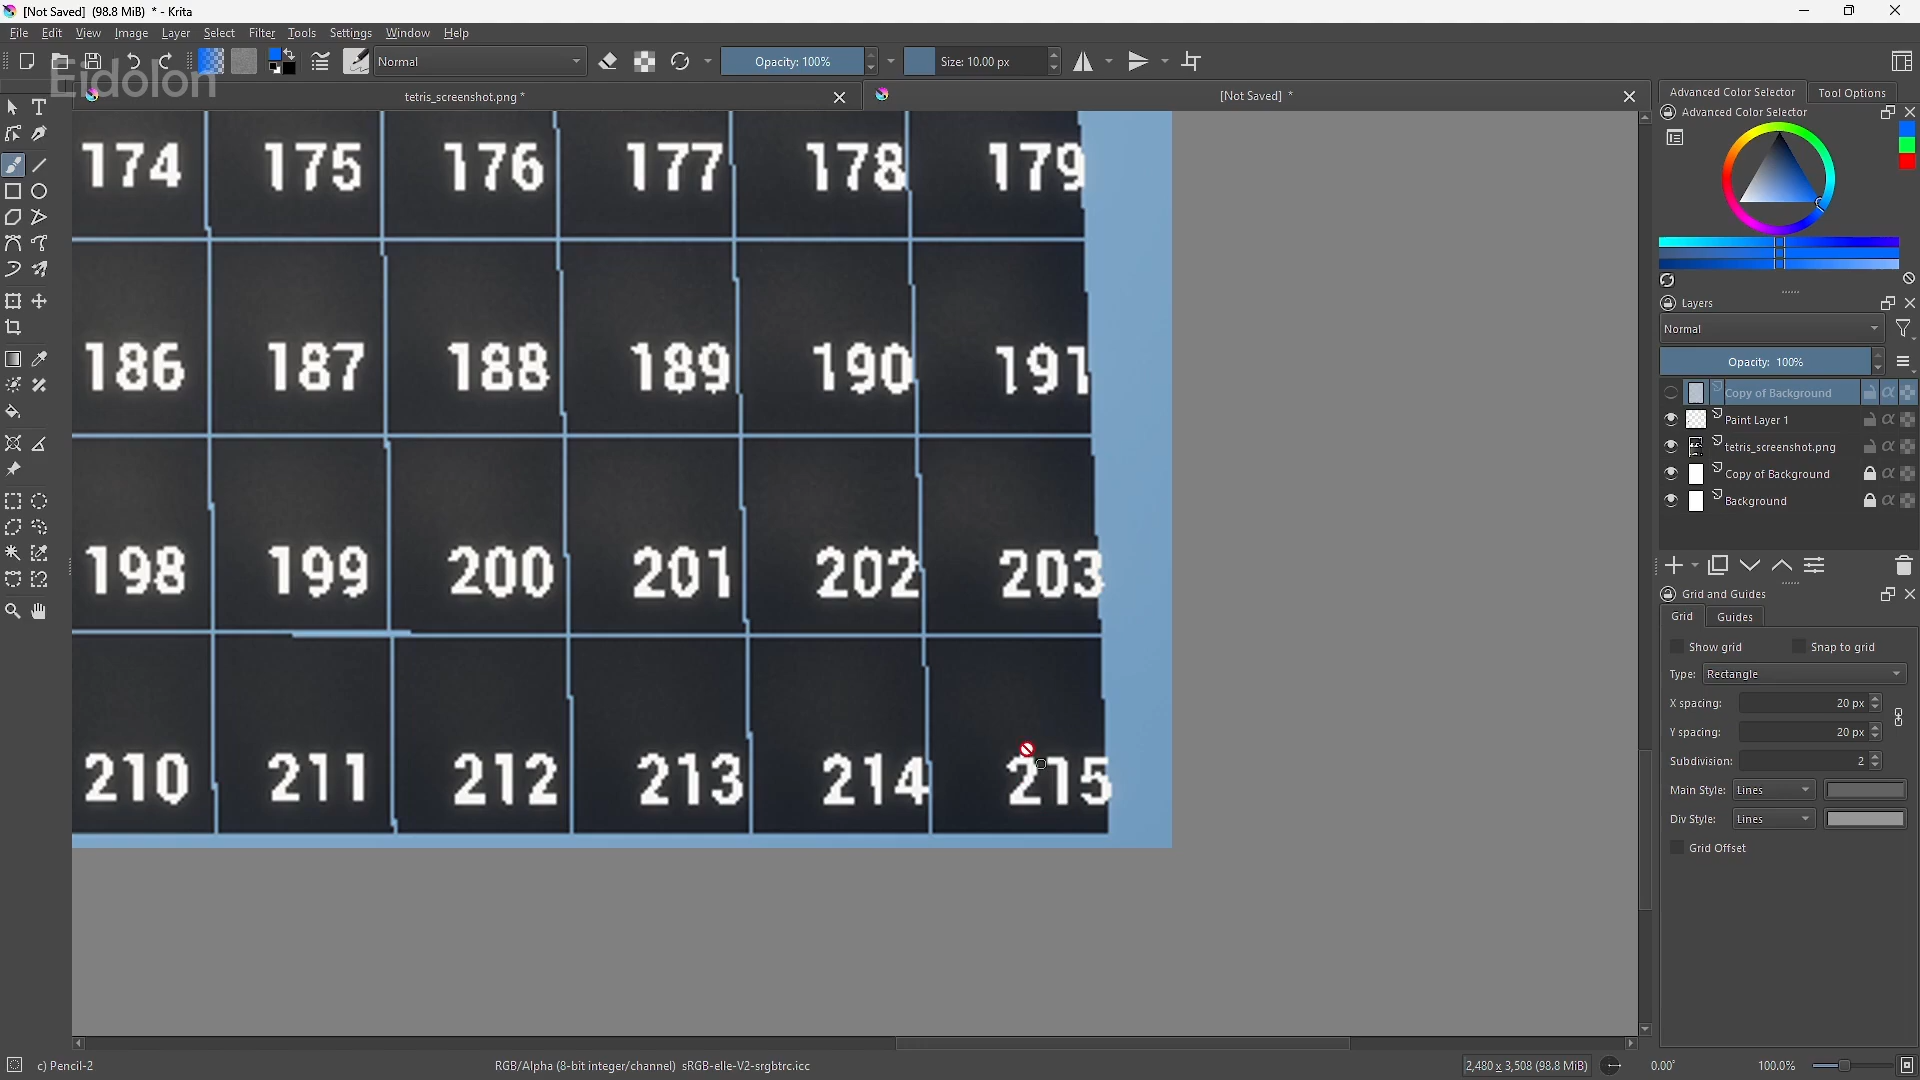 [Not Saved] (98.8 MiB) * - Krita
File Edit View Image Layer Select Filter Tools Settings Window Help
Normal Opacity: 100% Size: 10.00 px
Eidolon
tetris_screenshot.png * [Not Saved] *
Advanced Color Selector Tool Options
Advanced Color Selector
174 175 176 177 178 179
186 187 188 189 190 191
198 199 200 201 202 203
210 211 212 213 214 215
Layers
Normal
Opacity: 100%
Copy of Background
Paint Layer 1
tetris_screenshot.png
Copy of Background
Background
Grid and Guides
Grid Guides
Show grid Snap to grid
Type: Rectangle
X spacing: 20 px
Y spacing: 20 px
Subdivision: 2
Main Style: Lines
Div Style: Lines
Grid Offset
c) Pencil-2 RGB/Alpha (8-bit integer/channel) sRGB-elle-V2-srgbtrc.icc 2,480 x 3,508 (98.8 MiB) 0.00° 100.0%